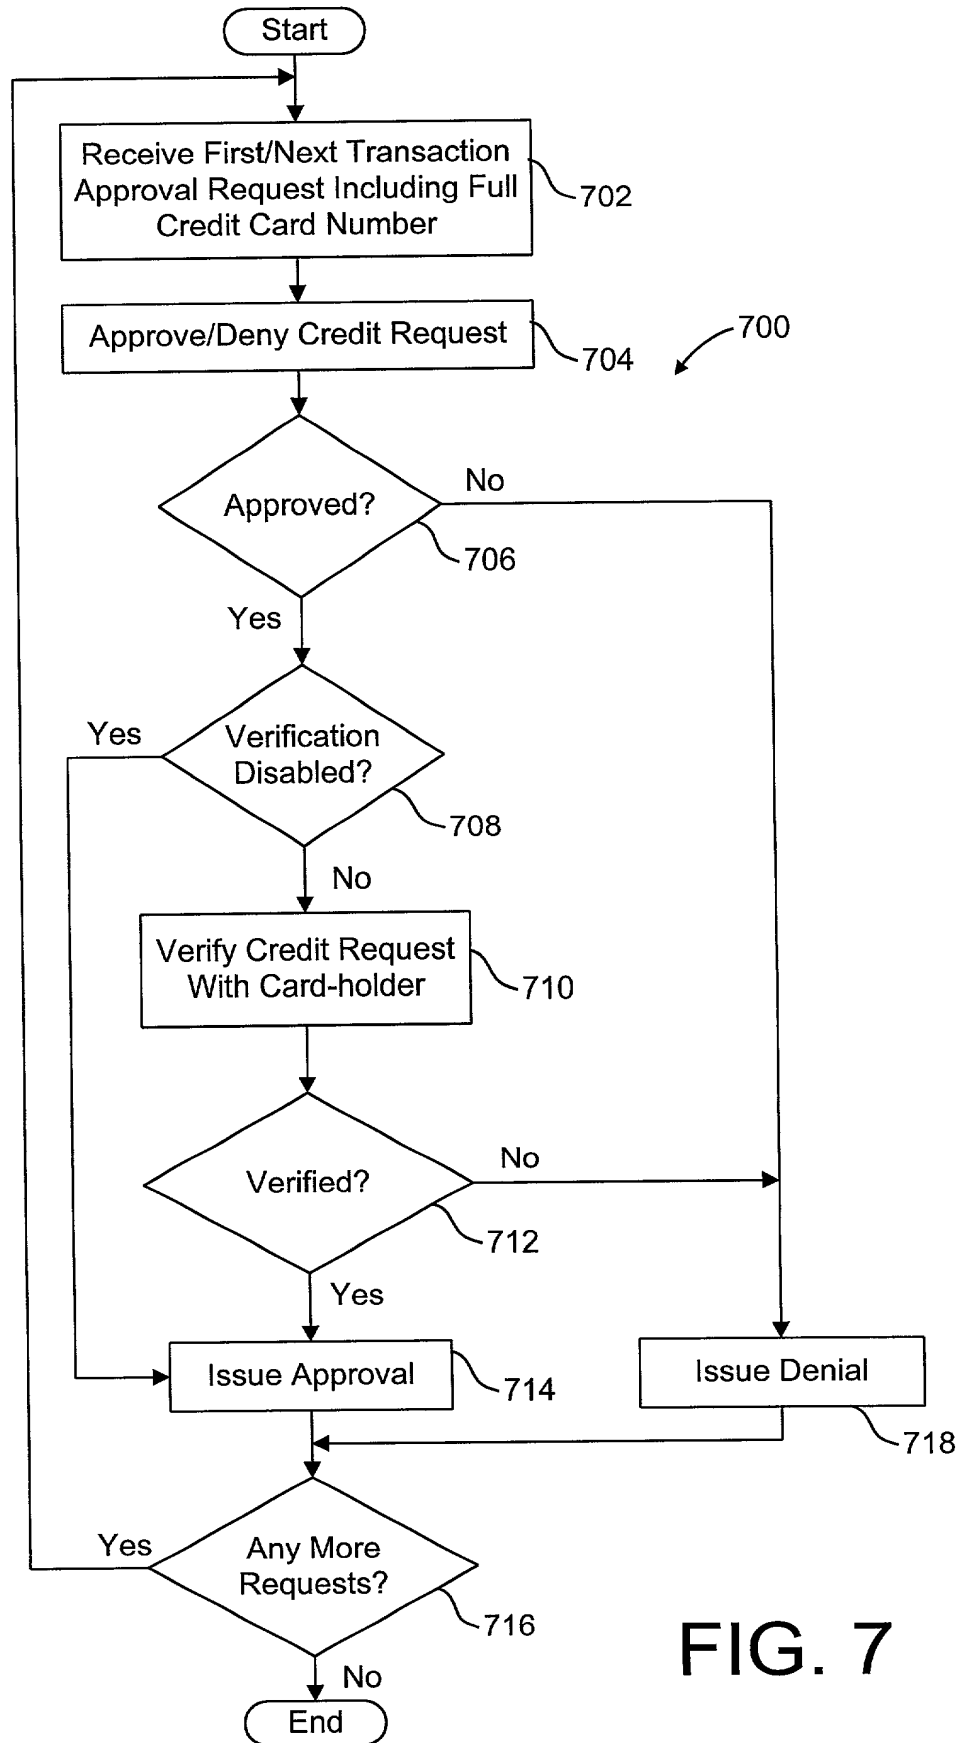 Start
Receive First/Next Transaction
Approval Request Including Full
Credit Card Number
702
Approve/Deny Credit Request
704
700
Approved?
No
706
Yes
Verification
Disabled?
Yes
708
No
Verify Credit Request
With Card-holder
710
Verified?
No
712
Yes
Issue Approval
714
Issue Denial
718
Any More
Requests?
Yes
716
No
End
FIG. 7